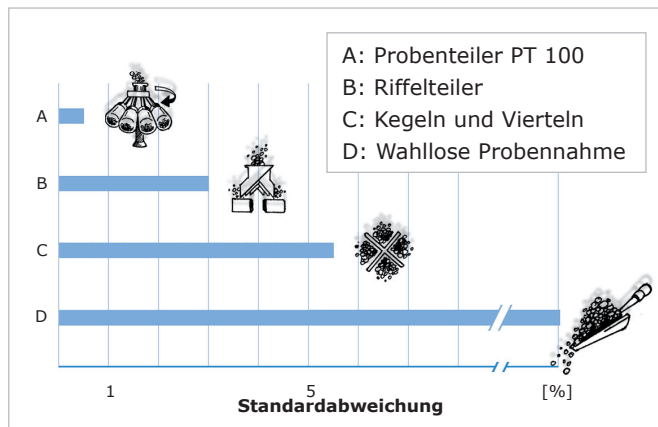 A: Probenteiler PT 100
B: Riffelteiler
C: Kegeln und Vierteln
D: Wahllose Probennahme
A
B
C
D
1 5 [%]
Standardabweichung